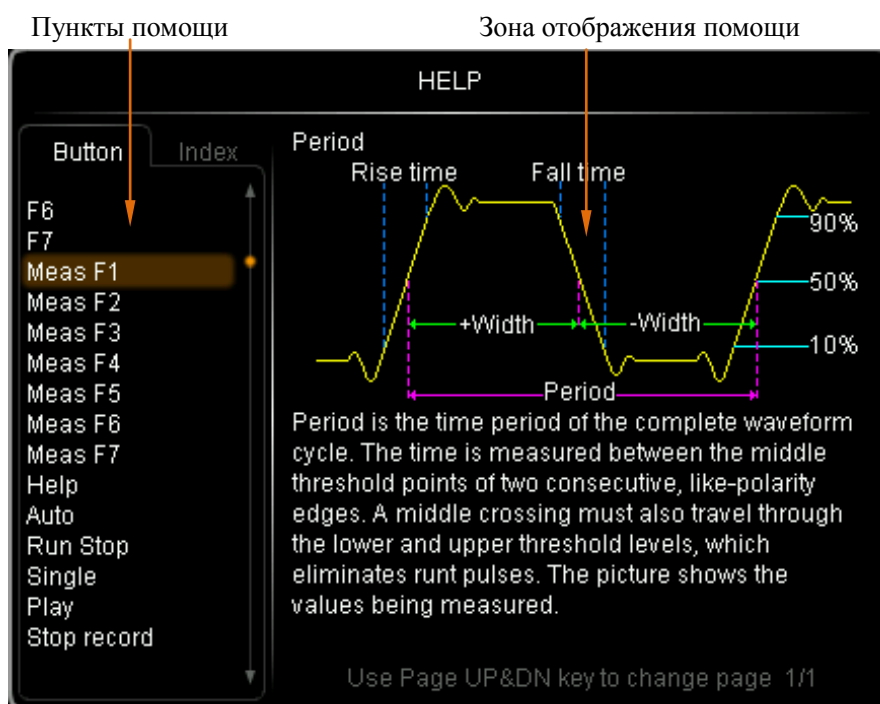 Пункты помощи
Зона отображения помощи
HELP
Button
Index
F6
F7
Meas F1
Meas F2
Meas F3
Meas F4
Meas F5
Meas F6
Meas F7
Help
Auto
Run Stop
Single
Play
Stop record
Period
Rise time
Fall time
90%
50%
+Width
-Width
10%
Period
Period is the time period of the complete waveform
cycle. The time is measured between the middle
threshold points of two consecutive, like-polarity
edges. A middle crossing must also travel through
the lower and upper threshold levels, which
eliminates runt pulses. The picture shows the
values being measured.
Use Page UP&DN key to change page 1/1